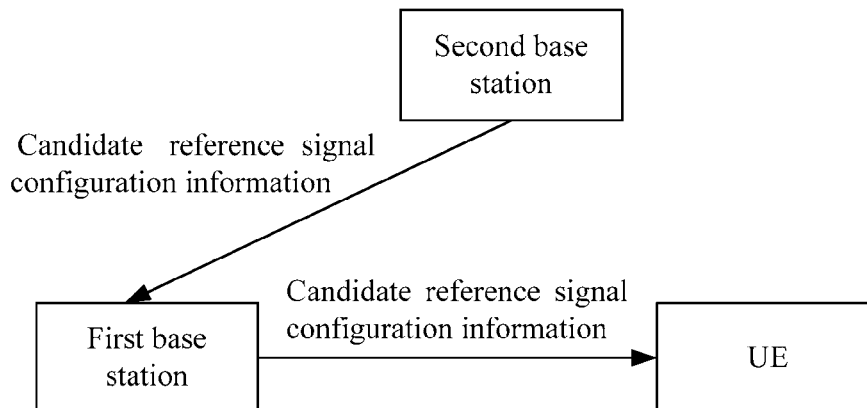 Second base
station
Candidate reference signal
configuration information
Candidate reference signal
configuration information
First base
station
UE